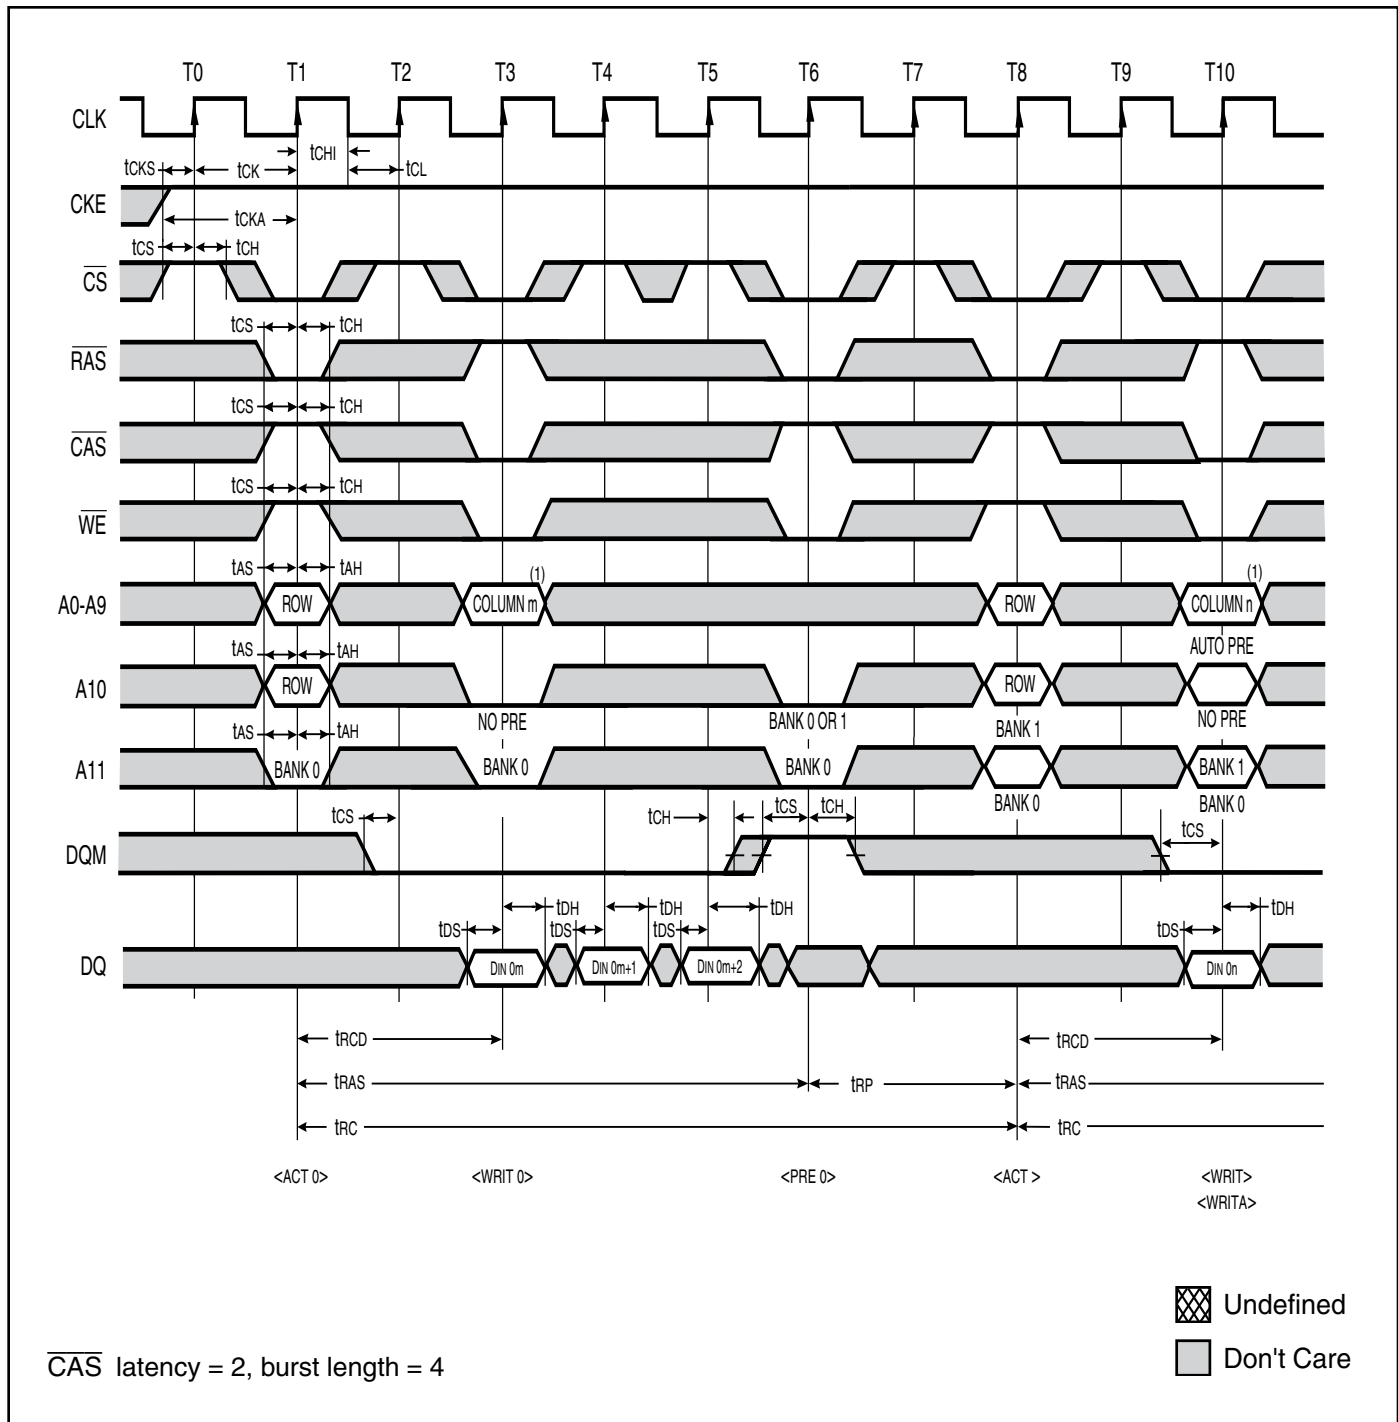 T0 T1 T2 T3 T4 T5 T6 T7 T8 T9 T10
CLK
tCHI
tCKS tCK tCL
CKE
tCKA
tCS tCH
CS
tCS tCH
RAS
tCS tCH
CAS
tCS tCH
WE
tAS tAH (1) (1)
A0-A9 ROW COLUMN m ROW COLUMN n
tAS tAH AUTO PRE
A10 ROW ROW
NO PRE BANK 0 OR 1 BANK 1 NO PRE
tAS tAH
A11 BANK 0 BANK 0 BANK 0 BANK 1
BANK 0 BANK 0
tCS tCH tCS tCH
tCS
DQM
tDH tDH tDH tDH
tDS tDS tDS tDS
DQ DIN 0m DIN 0m+1 DIN 0m+2 DIN 0n
tRCD tRCD
tRAS tRP tRAS
tRC tRC
<ACT 0> <WRIT 0> <PRE 0> <ACT > <WRIT>
<WRITA>
Undefined
Don't Care
CAS latency = 2, burst length = 4